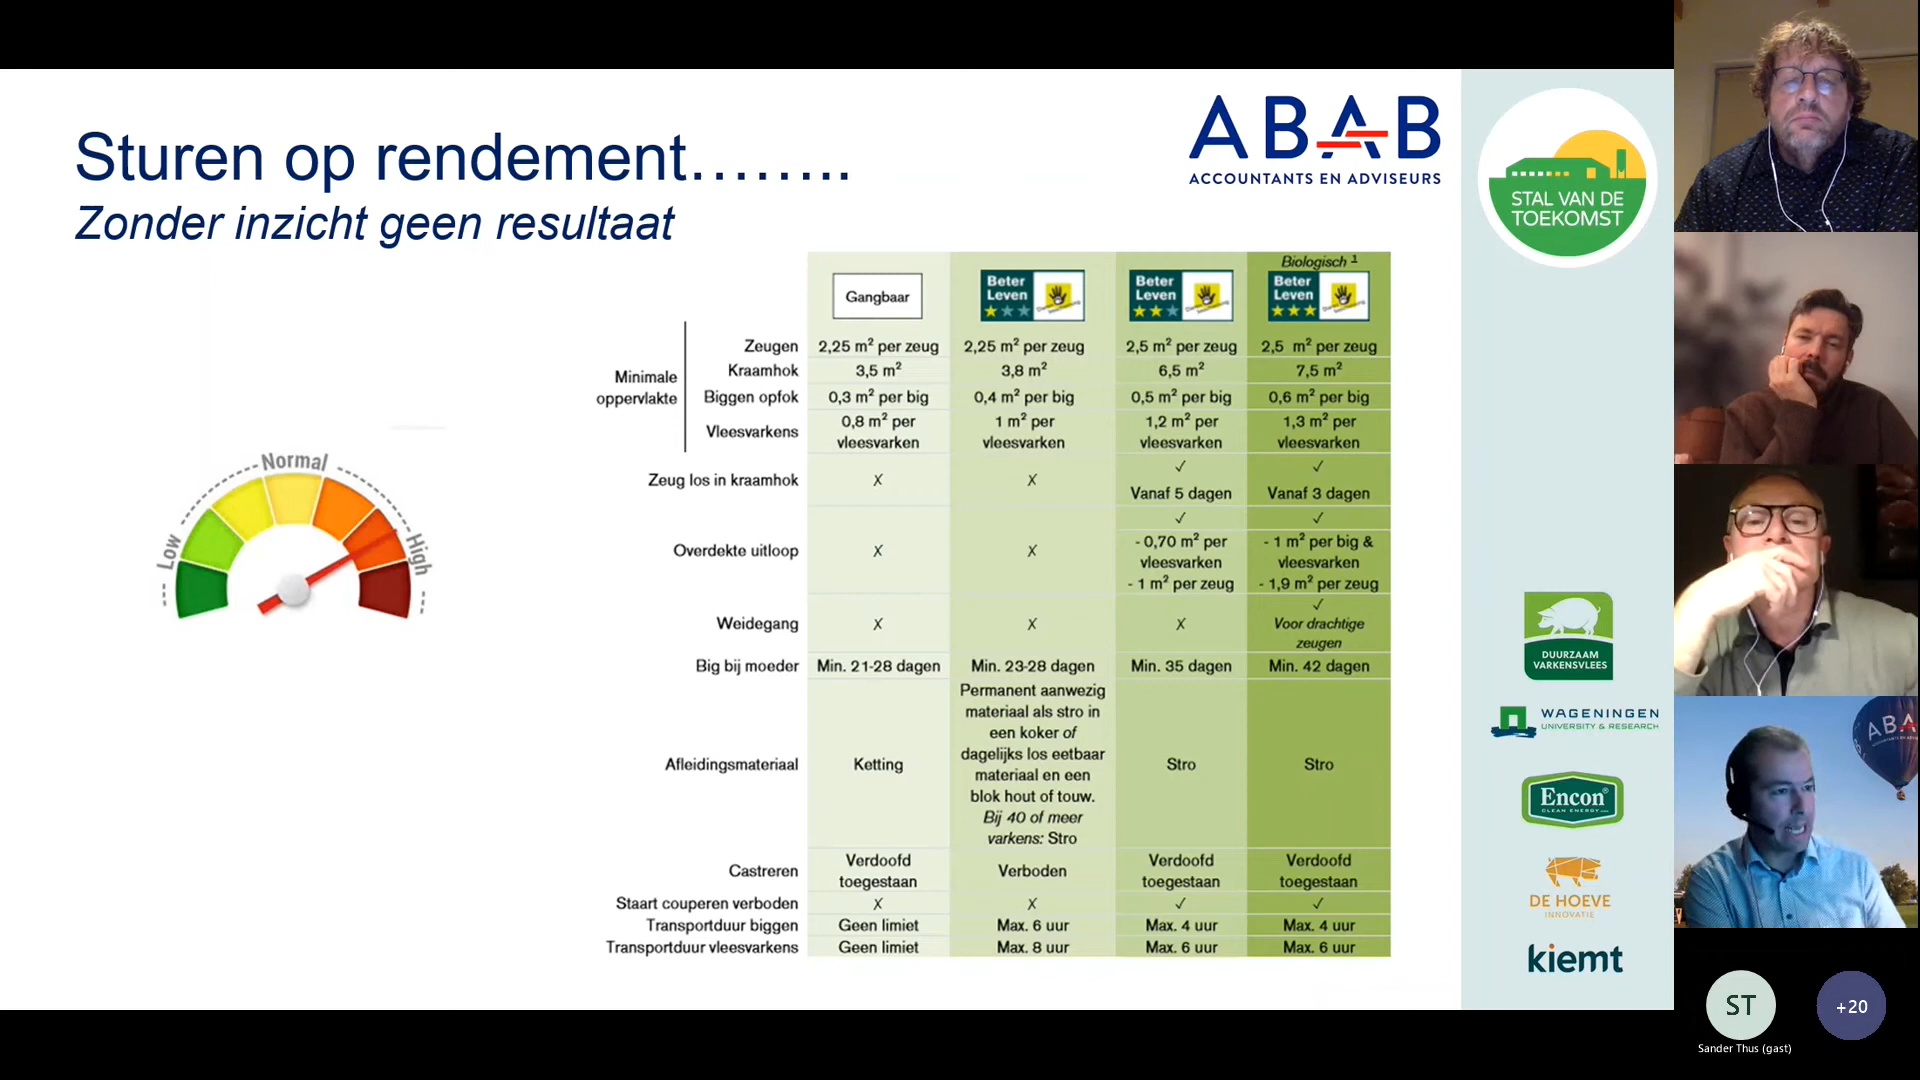 Sturen op rendement……..
Zonder inzicht geen resultaat
ABAB
ACCOUNTANTS EN ADVISEURS
STAL VAN DE
TOEKOMST
Low
Normal
High
Gangbaar
Beter
Leven
Beter
Leven
Biologisch 1
Beter
Leven
Minimale
oppervlakte
Zeugen
2,25 m² per zeug
2,25 m² per zeug
2,5 m² per zeug
2,5 m² per zeug
Kraamhok
3,5 m²
3,8 m²
6,5 m²
7,5 m²
Biggen opfok
0,3 m² per big
0,4 m² per big
0,5 m² per big
0,6 m² per big
Vleesvarkens
0,8 m² per
vleesvarken
1 m² per
vleesvarken
1,2 m² per
vleesvarken
1,3 m² per
vleesvarken
Zeug los in kraamhok
X
X
✓
Vanaf 5 dagen
✓
Vanaf 3 dagen
Overdekte uitloop
X
X
✓
- 0,70 m² per
vleesvarken
- 1 m² per zeug
✓
- 1 m² per big &
vleesvarken
- 1,9 m² per zeug
Weidegang
X
X
X
✓
Voor drachtige
zeugen
Big bij moeder
Min. 21-28 dagen
Min. 23-28 dagen
Min. 35 dagen
Min. 42 dagen
Afleidingsmateriaal
Ketting
Permanent aanwezig
materiaal als stro in
een koker of
dagelijks los eetbaar
materiaal en een
blok hout of touw.
Bij 40 of meer
varkens: Stro
Stro
Stro
Castreren
Verdoofd
toegestaan
Verboden
Verdoofd
toegestaan
Verdoofd
toegestaan
Staart couperen verboden
X
X
✓
✓
Transportduur biggen
Geen limiet
Max. 6 uur
Max. 4 uur
Max. 4 uur
Transportduur vleesvarkens
Geen limiet
Max. 8 uur
Max. 6 uur
Max. 6 uur
DUURZAAM
VARKENSVLEES
WAGENINGEN
UNIVERSITY & RESEARCH
Encon®
CLEAN ENERGY
DE HOEVE
INNOVATIE
kiemt
ABA
ST
+20
Sander Thus (gast)